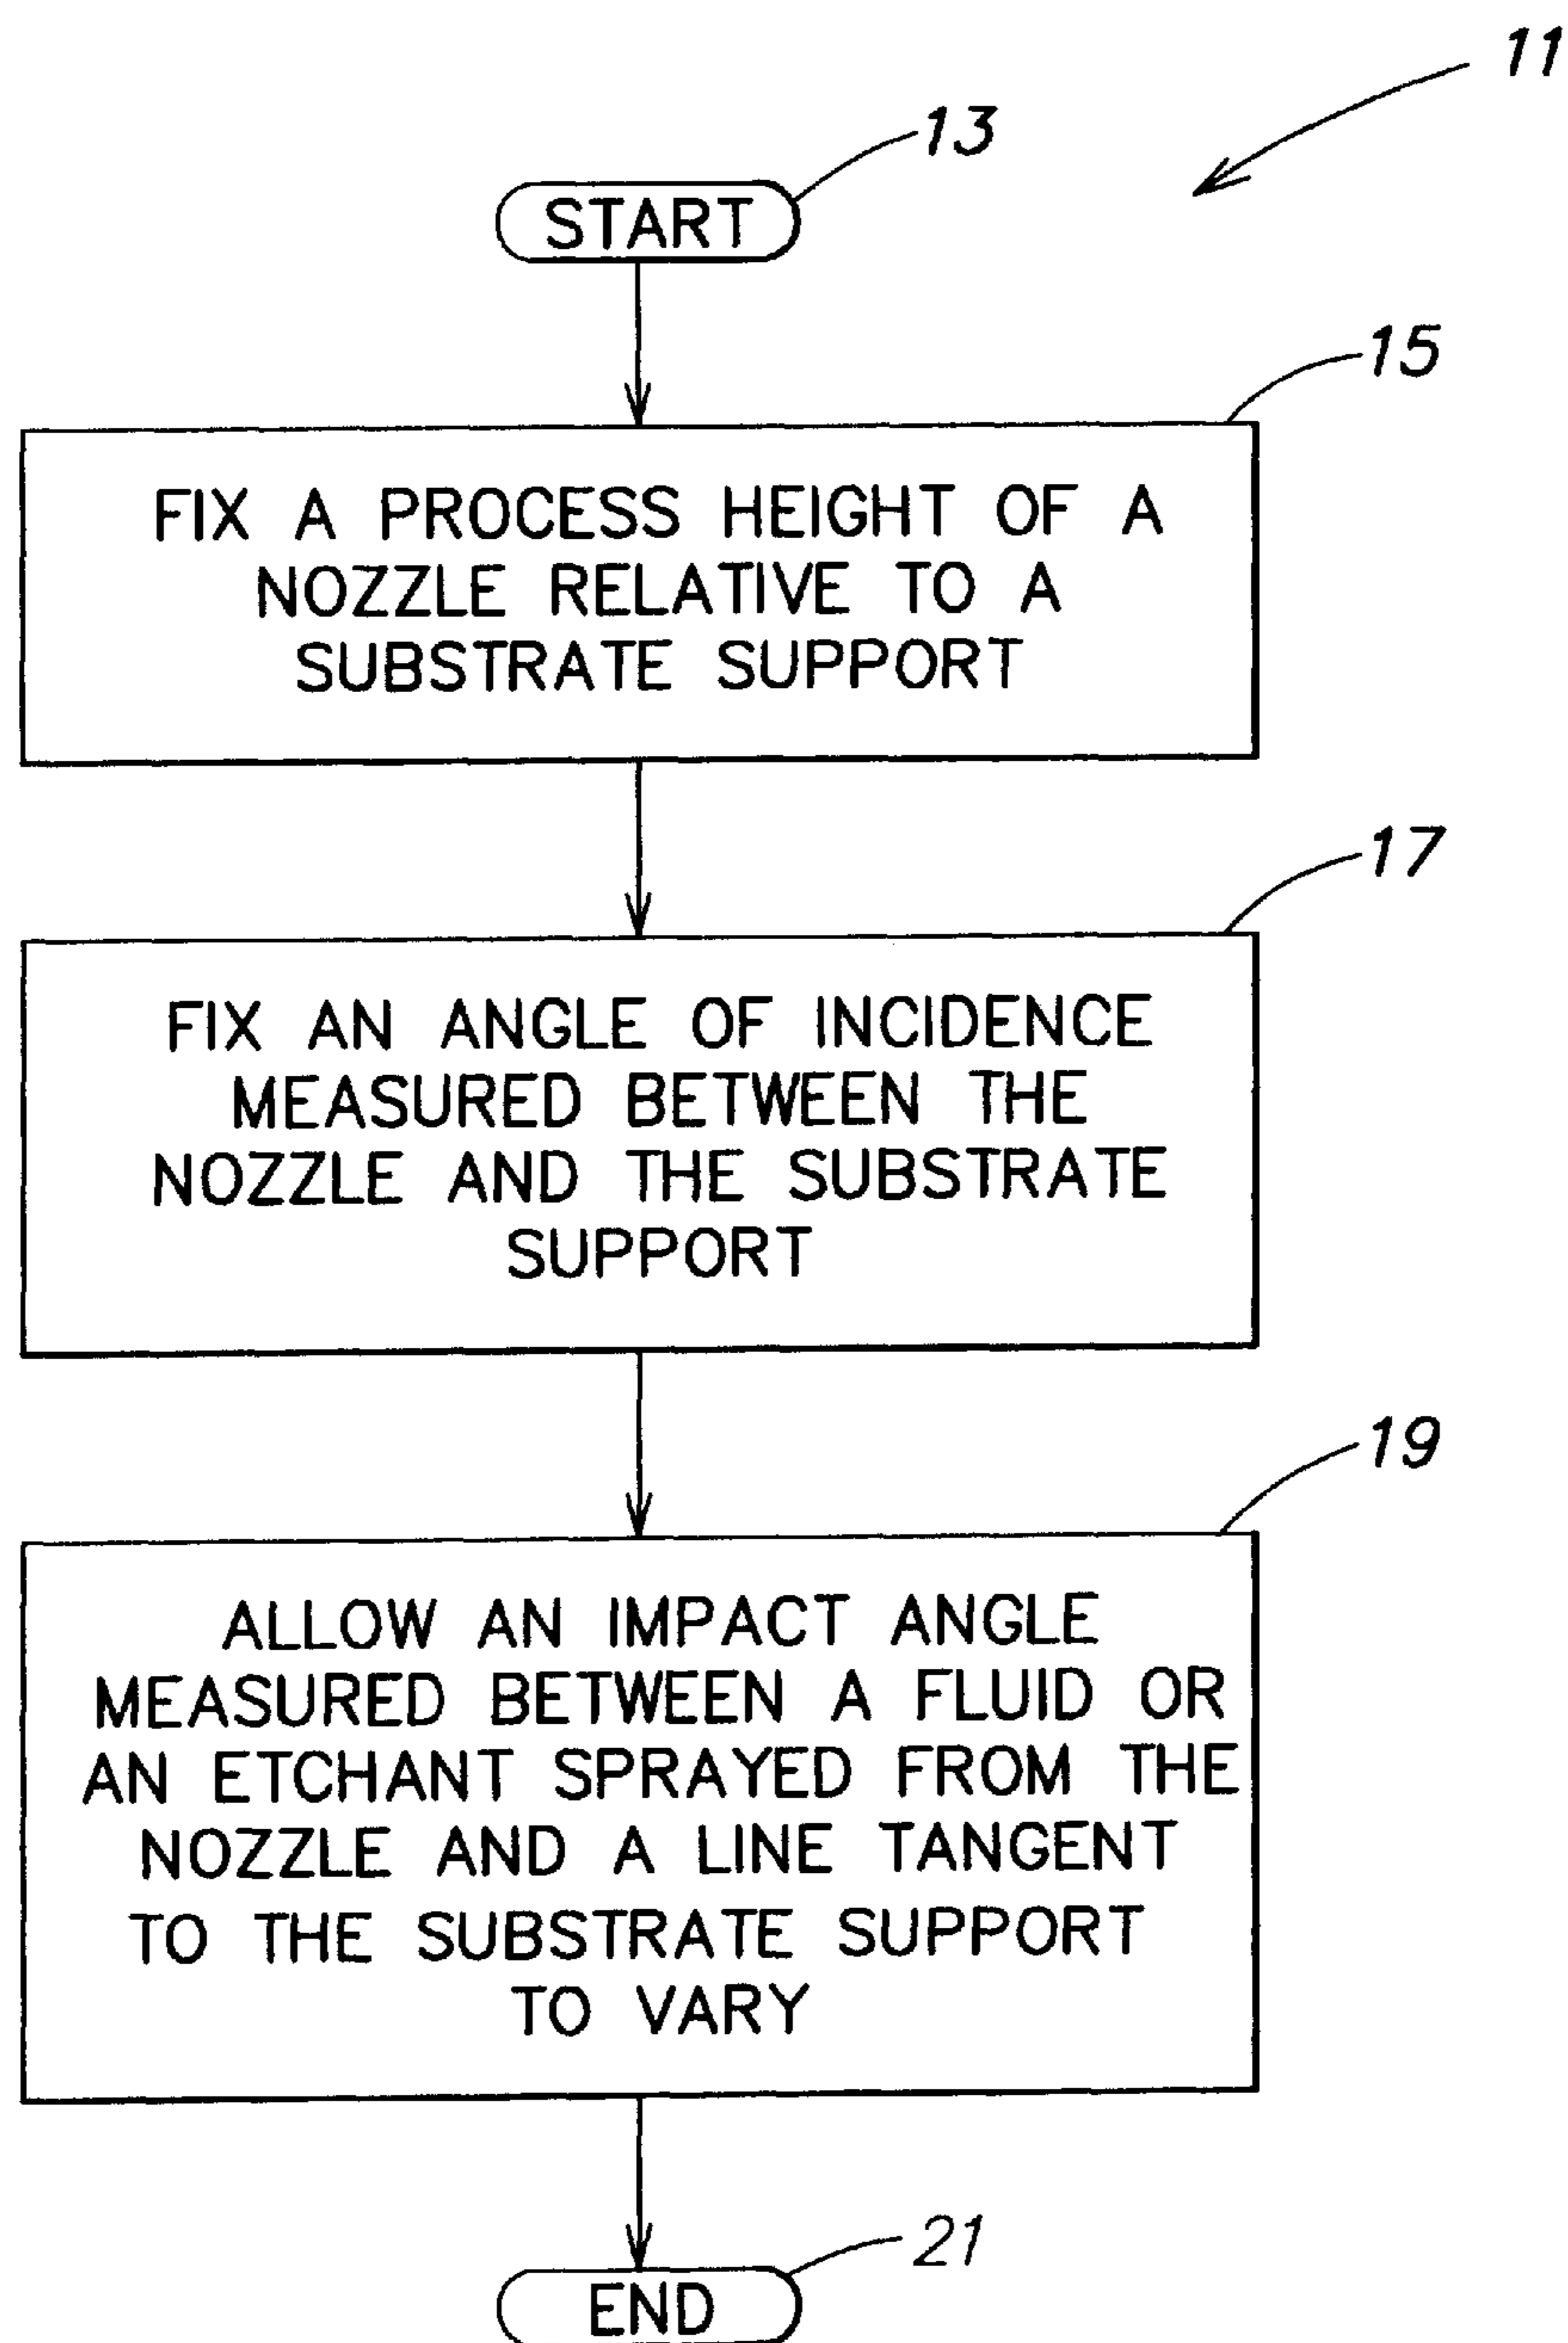 11
13
START
15
FIX A PROCESS HEIGHT OF A
NOZZLE RELATIVE TO A
SUBSTRATE SUPPORT
17
FIX AN ANGLE OF INCIDENCE
MEASURED BETWEEN THE
NOZZLE AND THE SUBSTRATE
SUPPORT
19
ALLOW AN IMPACT ANGLE
MEASURED BETWEEN A FLUID OR
AN ETCHANT SPRAYED FROM THE
NOZZLE AND A LINE TANGENT
TO THE SUBSTRATE SUPPORT
TO VARY
21
END